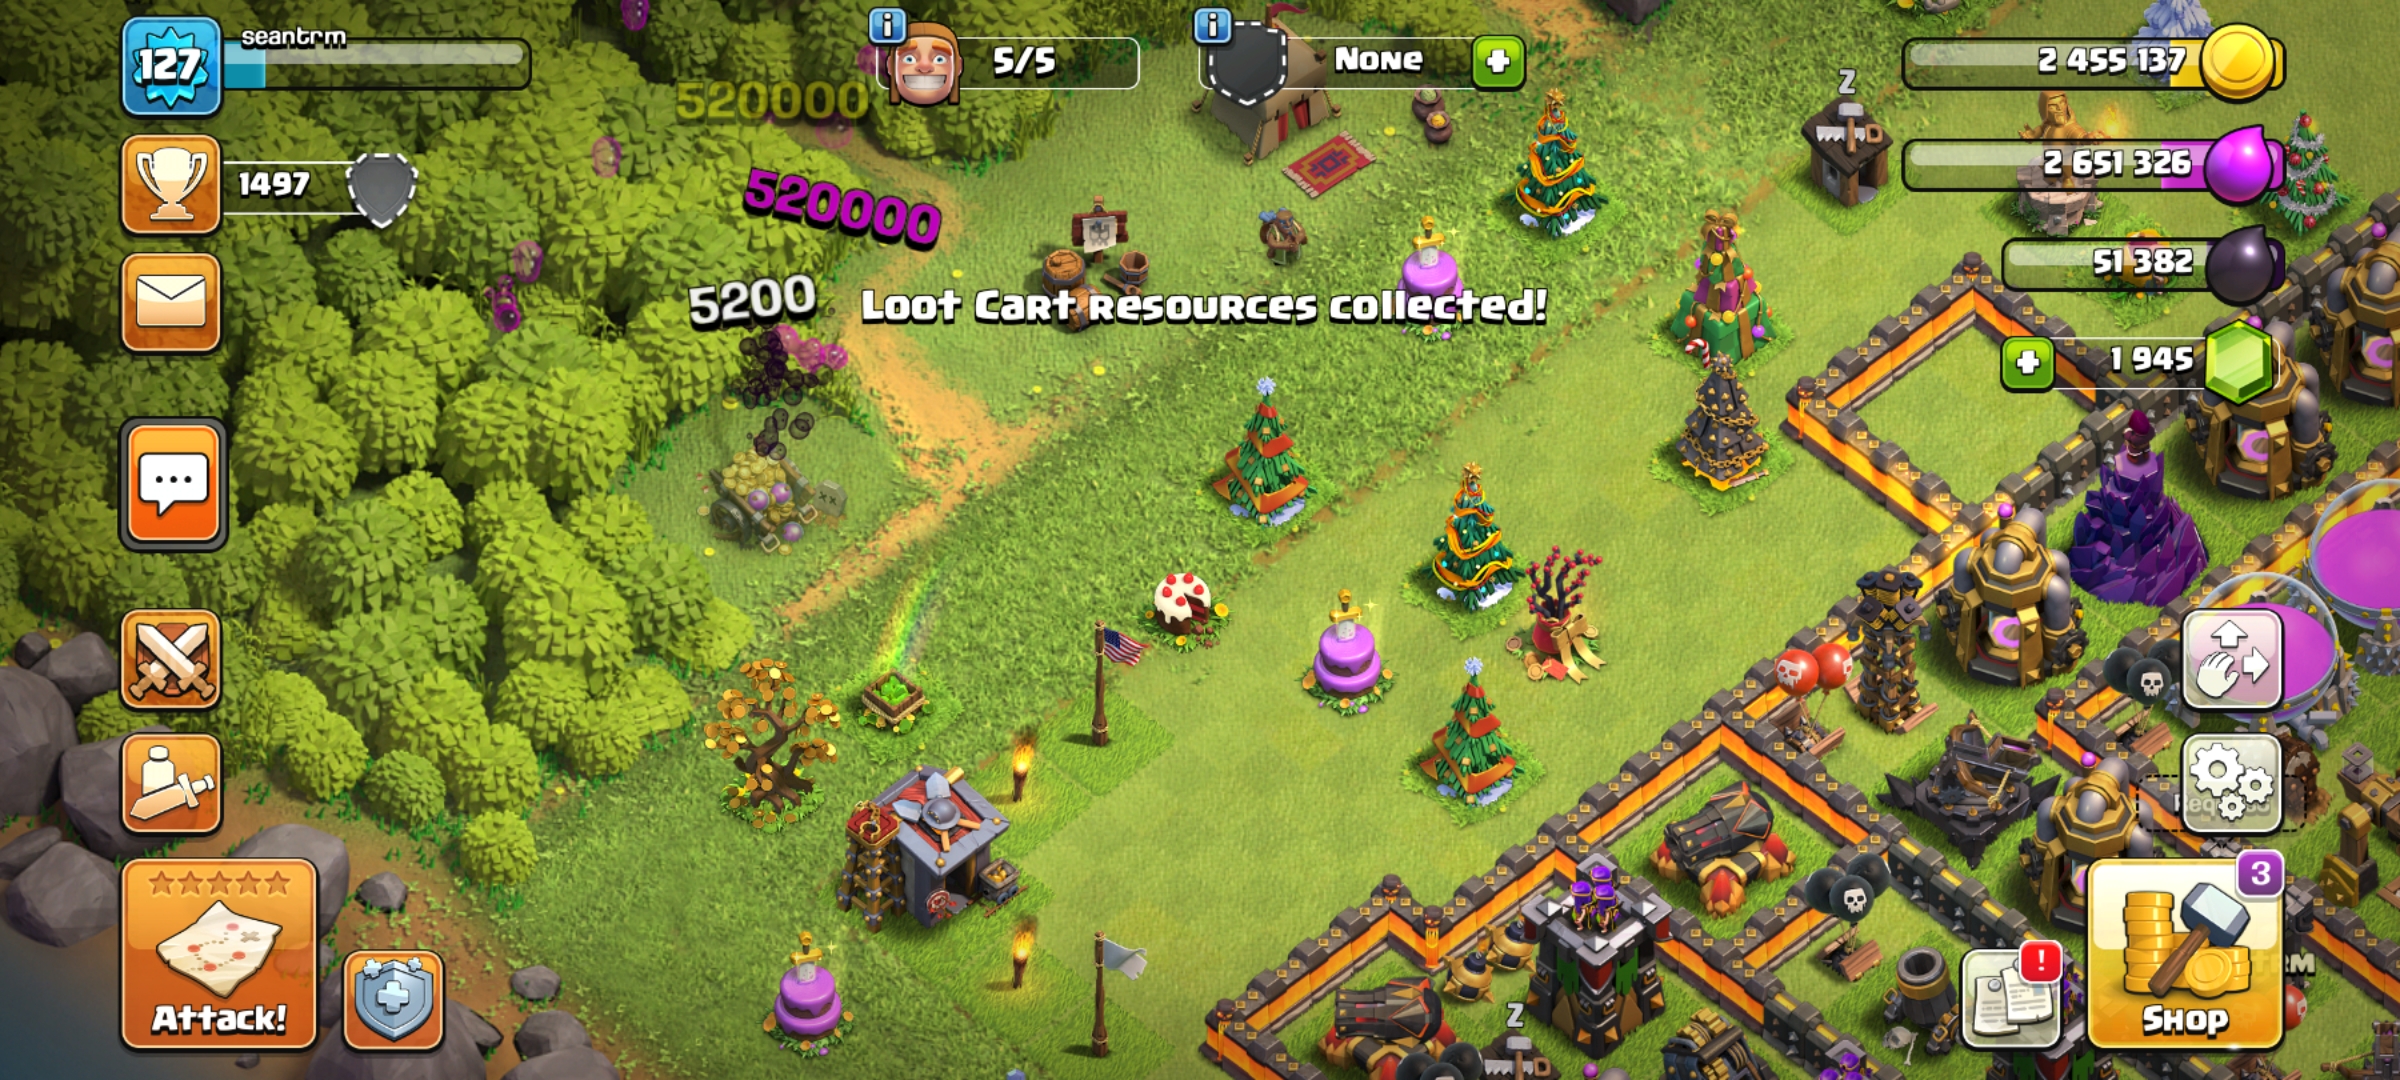 127
seantrm
5/5
None
2 455 137
520000
2 651 326
1497
520000
51 382
5200
Loot Cart resources collected!
1 945
z
3
!
Attack!
z
Shop